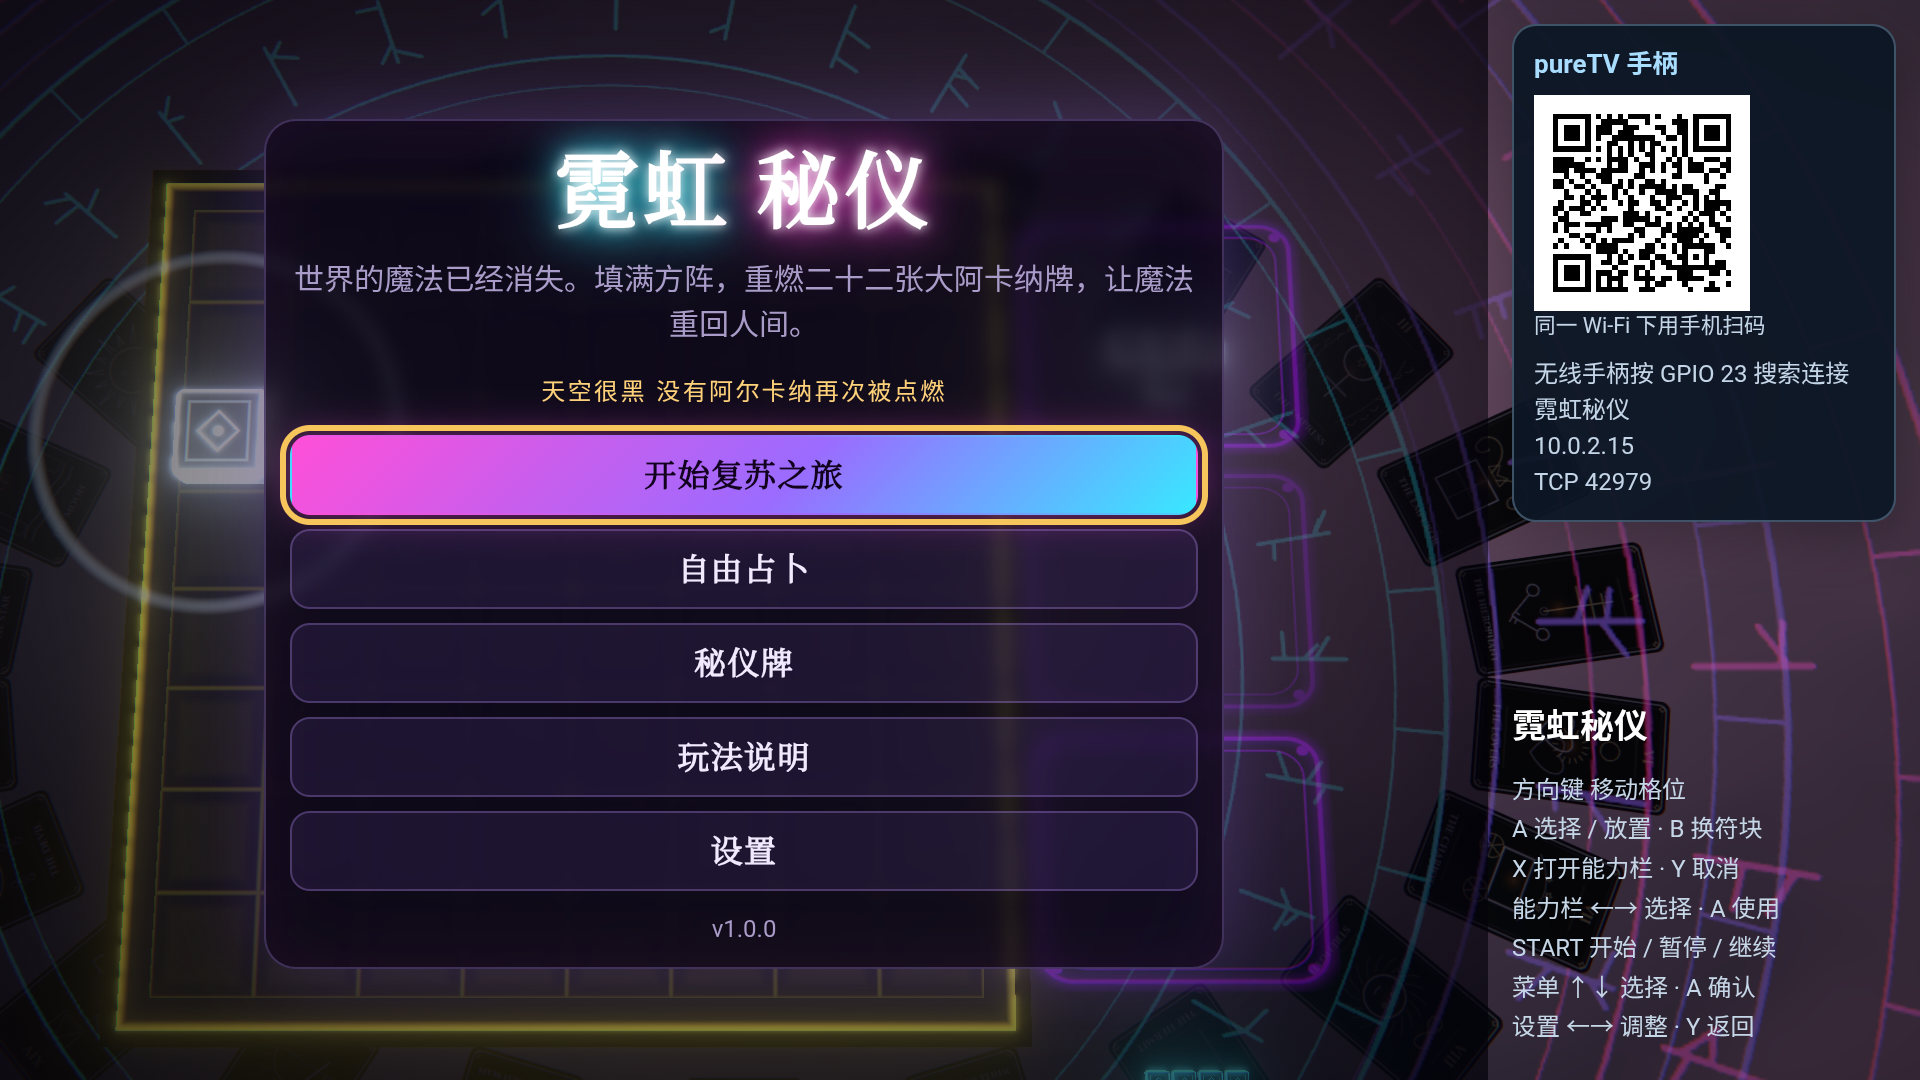 霓虹 秘仪
世界的魔法已经消失。填满方阵，重燃二十二张大阿卡纳牌，让魔法
重回人间。
天空很黑 没有阿尔卡纳再次被点燃
开始复苏之旅
自由占卜
秘仪牌
玩法说明
设置
v1.0.0
pureTV 手柄
同一 Wi-Fi 下用手机扫码
无线手柄按 GPIO 23 搜索连接
霓虹秘仪
10.0.2.15
TCP 42979
霓虹秘仪
方向键 移动格位
A 选择 / 放置 · B 换符块
X 打开能力栏 · Y 取消
能力栏 ←→ 选择 · A 使用
START 开始 / 暂停 / 继续
菜单 ↑↓ 选择 · A 确认
设置 ←→ 调整 · Y 返回